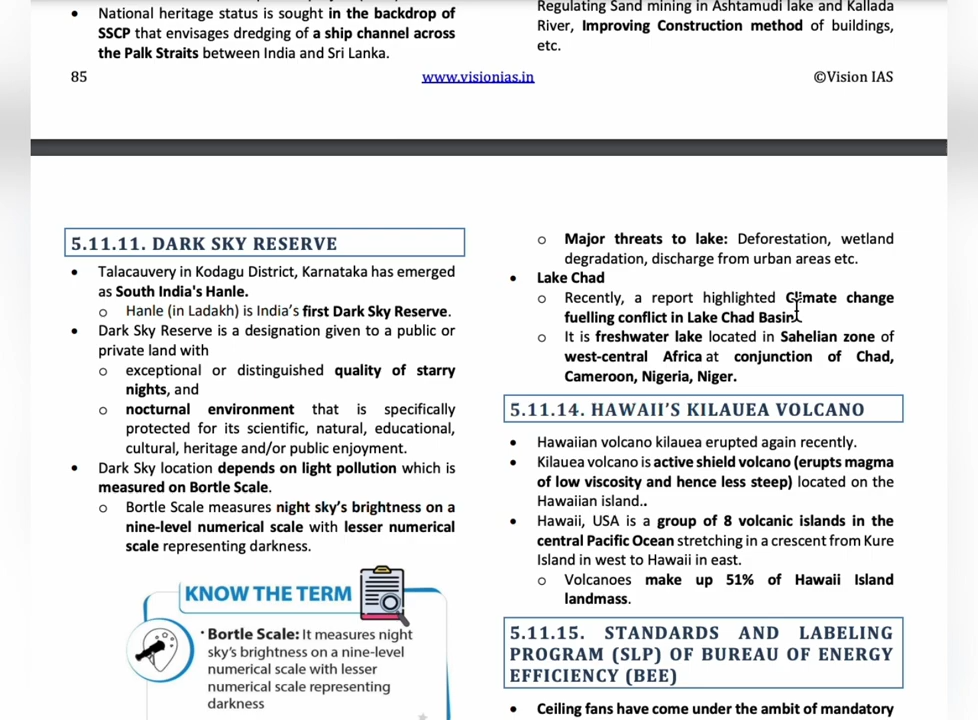 • National heritage status is sought in the backdrop of
SSCP that envisages dredging of a ship channel across
the Palk Straits between India and Sri Lanka.
Regulating Sand mining in Ashtamudi lake and Kallada
River, Improving Construction method of buildings,
etc.
85 www.visionias.in ©Vision IAS
5.11.11. DARK SKY RESERVE
• Talacauvery in Kodagu District, Karnataka has emerged
as South India's Hanle.
o Hanle (in Ladakh) is India's first Dark Sky Reserve.
• Dark Sky Reserve is a designation given to a public or
private land with
o exceptional or distinguished quality of starry
nights, and
o nocturnal environment that is specifically
protected for its scientific, natural, educational,
cultural, heritage and/or public enjoyment.
• Dark Sky location depends on light pollution which is
measured on Bortle Scale.
o Bortle Scale measures night sky's brightness on a
nine-level numerical scale with lesser numerical
scale representing darkness.
KNOW THE TERM
• Bortle Scale: It measures night
sky's brightness on a nine-level
numerical scale with lesser
numerical scale representing
darkness
o Major threats to lake: Deforestation, wetland
degradation, discharge from urban areas etc.
• Lake Chad
o Recently, a report highlighted Climate change
fuelling conflict in Lake Chad Basin.
o It is freshwater lake located in Sahelian zone of
west-central Africa at conjunction of Chad,
Cameroon, Nigeria, Niger.
5.11.14. HAWAII'S KILAUEA VOLCANO
• Hawaiian volcano kilauea erupted again recently.
• Kilauea volcano is active shield volcano (erupts magma
of low viscosity and hence less steep) located on the
Hawaiian island..
• Hawaii, USA is a group of 8 volcanic islands in the
central Pacific Ocean stretching in a crescent from Kure
Island in west to Hawaii in east.
o Volcanoes make up 51% of Hawaii Island
landmass.
5.11.15. STANDARDS AND LABELING
PROGRAM (SLP) OF BUREAU OF ENERGY
EFFICIENCY (BEE)
• Ceiling fans have come under the ambit of mandatory